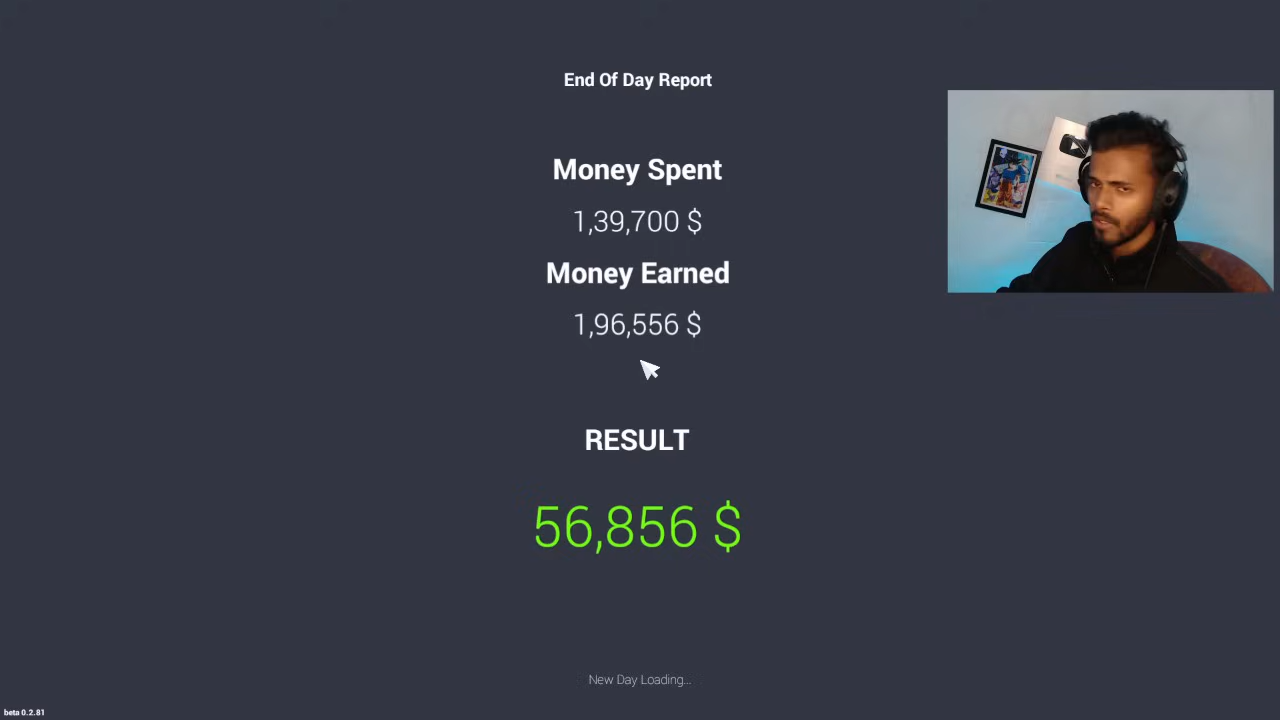 End Of Day Report
Money Spent
1,39,700 $
Money Earned
1,96,556 $
RESULT
56,856 $
New Day Loading...
beta 0.2.81